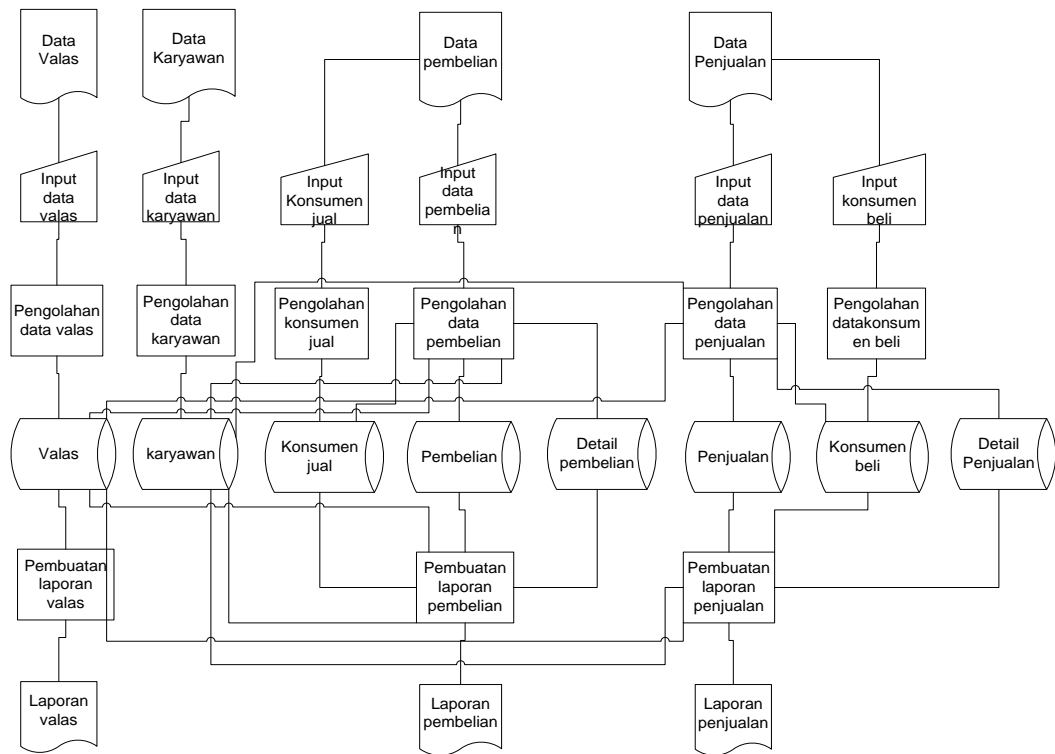 Data
Valas
Data
Karyawan
Data
pembelian
Data
Penjualan
Input
data
valas
Input
data
karyawan
Input
Konsumen
jual
Input
data
pembelia
n
Input
data
penjualan
Input
konsumen
beli
Pengolahan
data valas
Pengolahan
data
karyawan
Pengolahan
konsumen
jual
Pengolahan
data
pembelian
Pengolahan
data
penjualan
Pengolahan
datakonsum
en beli
Valas
karyawan
Konsumen
jual
Pembelian
Detail
pembelian
Penjualan
Konsumen
beli
Detail
Penjualan
Pembuatan
laporan
valas
Pembuatan
laporan
pembelian
Pembuatan
laporan
penjualan
Laporan
valas
Laporan
pembelian
Laporan
penjualan